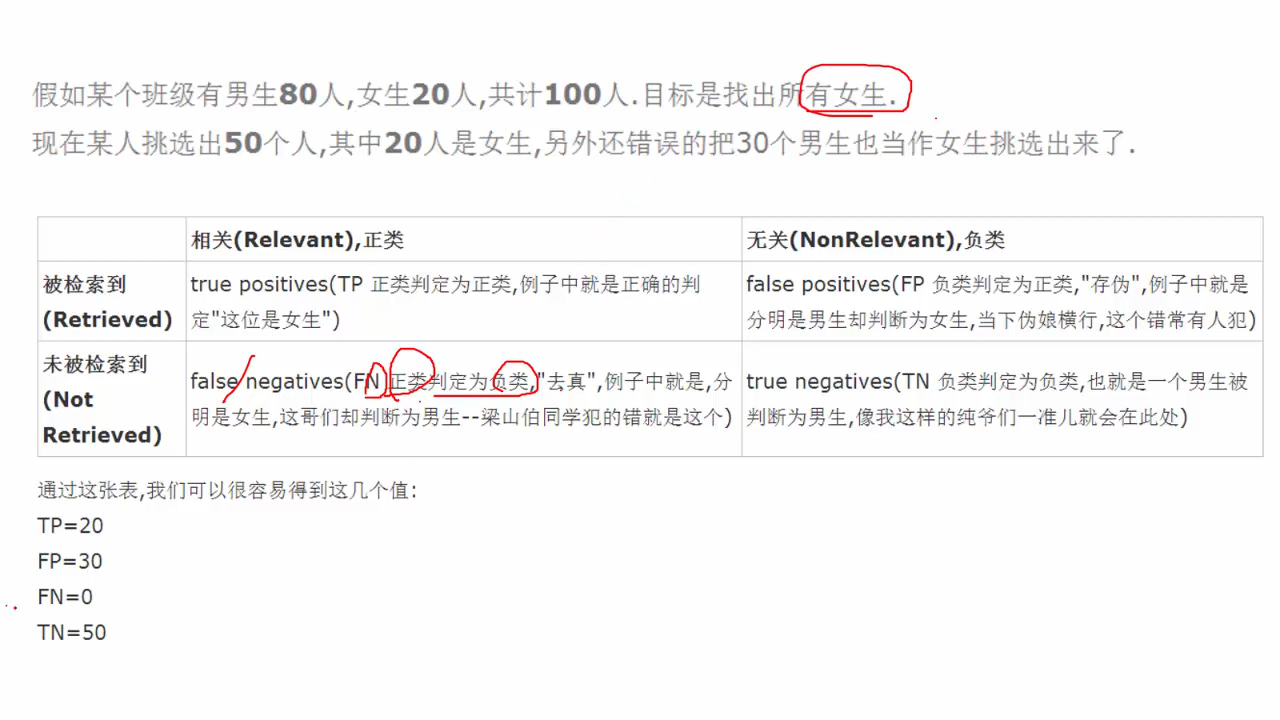 假如某个班级有男生80人,女生20人,共计100人.目标是找出所有女生.
现在某人挑选出50个人,其中20人是女生,另外还错误的把30个男生也当作女生挑选出来了.
相关(Relevant),正类
无关(NonRelevant),负类
被检索到
(Retrieved)
true positives(TP 正类判定为正类,例子中就是正确的判
定"这位是女生")
false positives(FP 负类判定为正类,"存伪",例子中就是
分明是男生却判断为女生,当下伪娘横行,这个错常有人犯)
未被检索到
(Not
Retrieved)
false negatives(FN 正类判定为负类,"去真",例子中就是,分
明是女生,这哥们却判断为男生--梁山伯同学犯的错就是这个)
true negatives(TN 负类判定为负类,也就是一个男生被
判断为男生,像我这样的纯爷们一准儿就会在此处)
通过这张表,我们可以很容易得到这几个值:
TP=20
FP=30
FN=0
TN=50